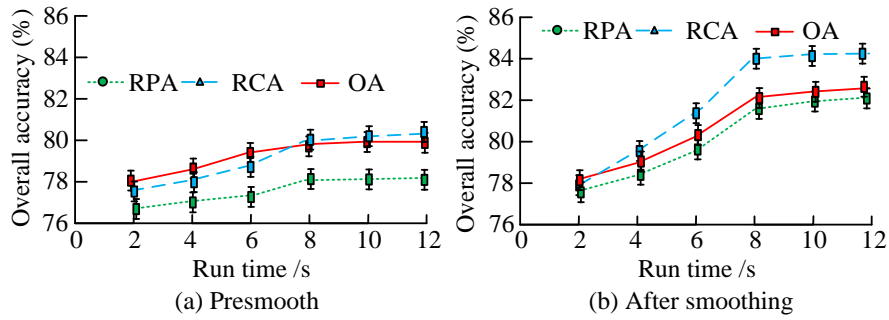 Overall accuracy (%)
86
84
82
80
78
76
RPA RCA OA
2 4 6 8 10 12
Run time /s
(a) Presmooth
Overall accuracy (%)
86
84
82
80
78
76
RPA RCA OA
0 2 4 6 8 10 12
Run time /s
(b) After smoothing